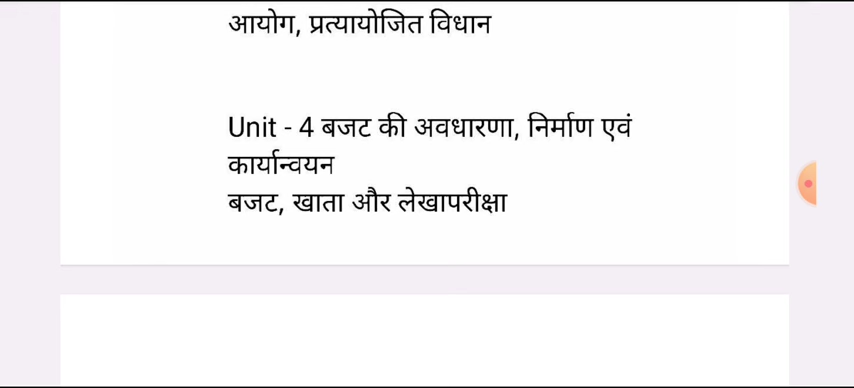 आयोग, प्रत्यायोजित विधान
Unit - 4 बजट की अवधारणा, निर्माण एवं
कार्यान्वयन
बजट, खाता और लेखापरीक्षा